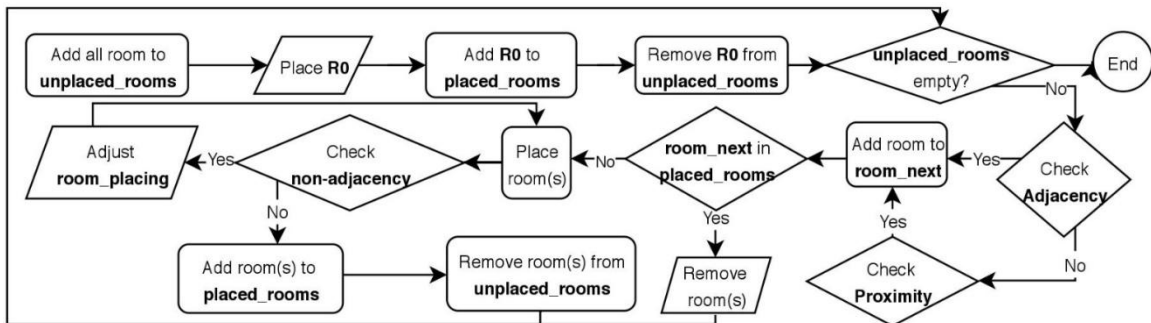 Add all room to
unplaced_rooms
Place R0
Add R0 to
placed_rooms
Remove R0 from
unplaced_rooms
unplaced_rooms
empty?
End
No
Adjust
room_placing
Yes
Check
non-adjacency
Place
room(s)
No
room_next in
placed_rooms
Add room to
room_next
Yes
Check
Adjacency
No
Yes
Yes
No
Add room(s) to
placed_rooms
Remove room(s) from
unplaced_rooms
Remove
room(s)
Check
Proximity